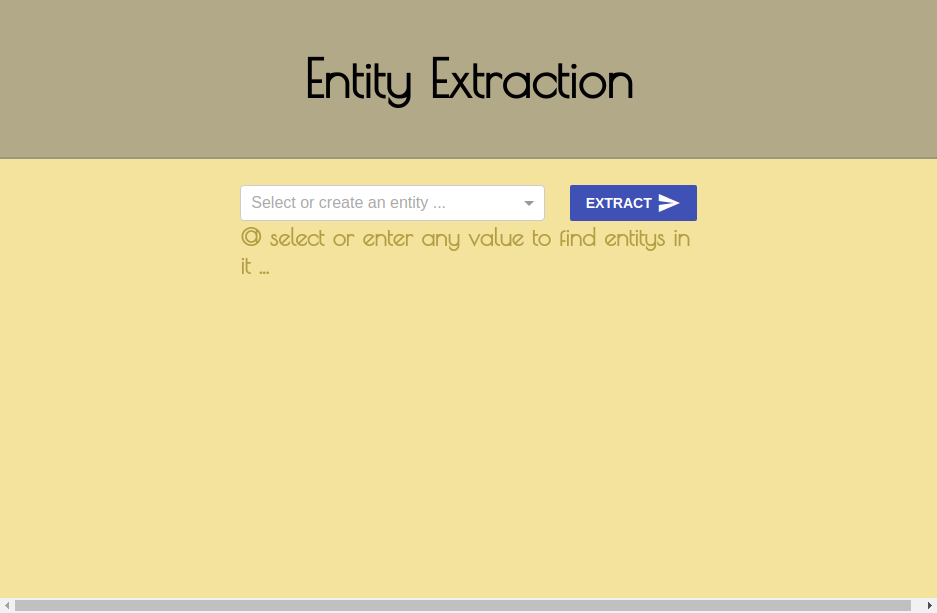 Entity Extraction
Select or create an entity ...
EXTRACT
@ select or enter any value to find entitys in
it ...